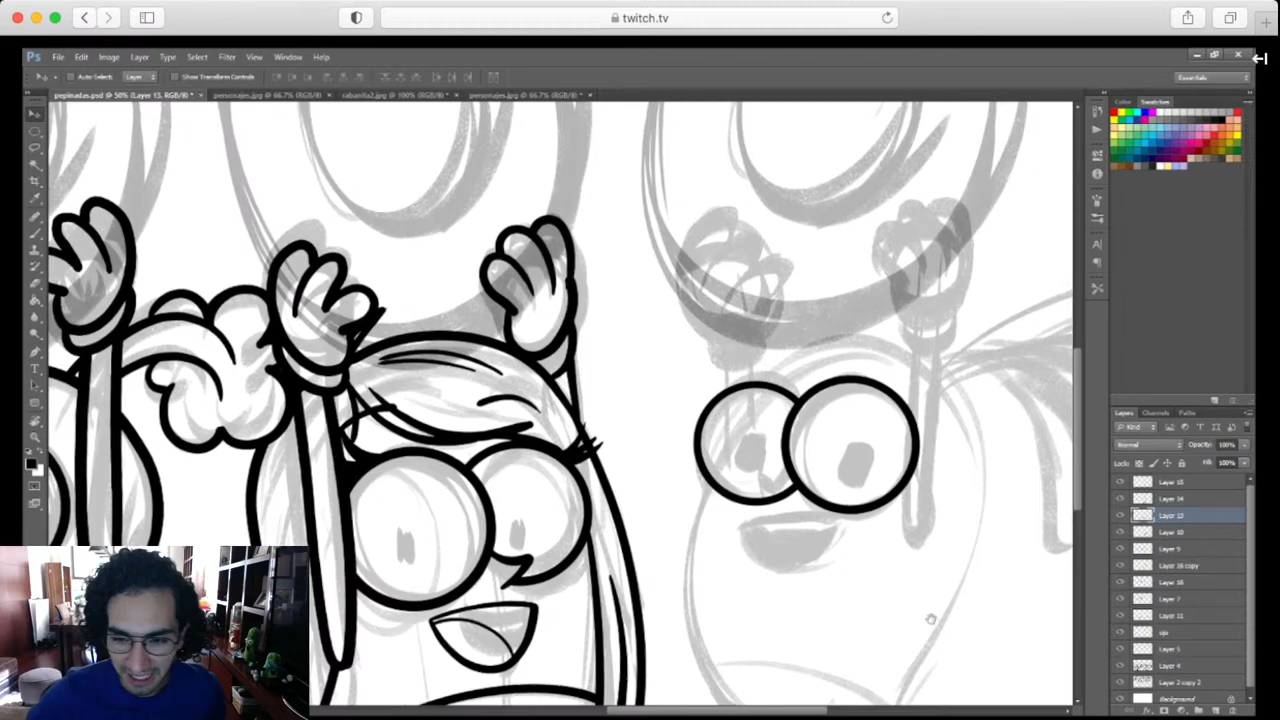 twitch.tv
Ps File Edit Image Layer Type Select Filter View Window Help
Auto-Select: Layer Show Transform Controls Essentials
pepinadas.psd @ 50% (Layer 13, RGB/8) * personajes.jpg @ 66.7% (RGB/8) rabanita2.jpg @ 100% (RGB/8) * personajes.jpg @ 66.7% (RGB/8) *
Color Swatches
Layers Channels Paths
Kind
Normal Opacity: 100%
Lock: Fill: 100%
Layer 15
Layer 14
Layer 13
Layer 10
Layer 9
Layer 16 copy
Layer 16
Layer 7
Layer 11
ojo
Layer 5
Layer 4
Layer 2 copy 2
Background